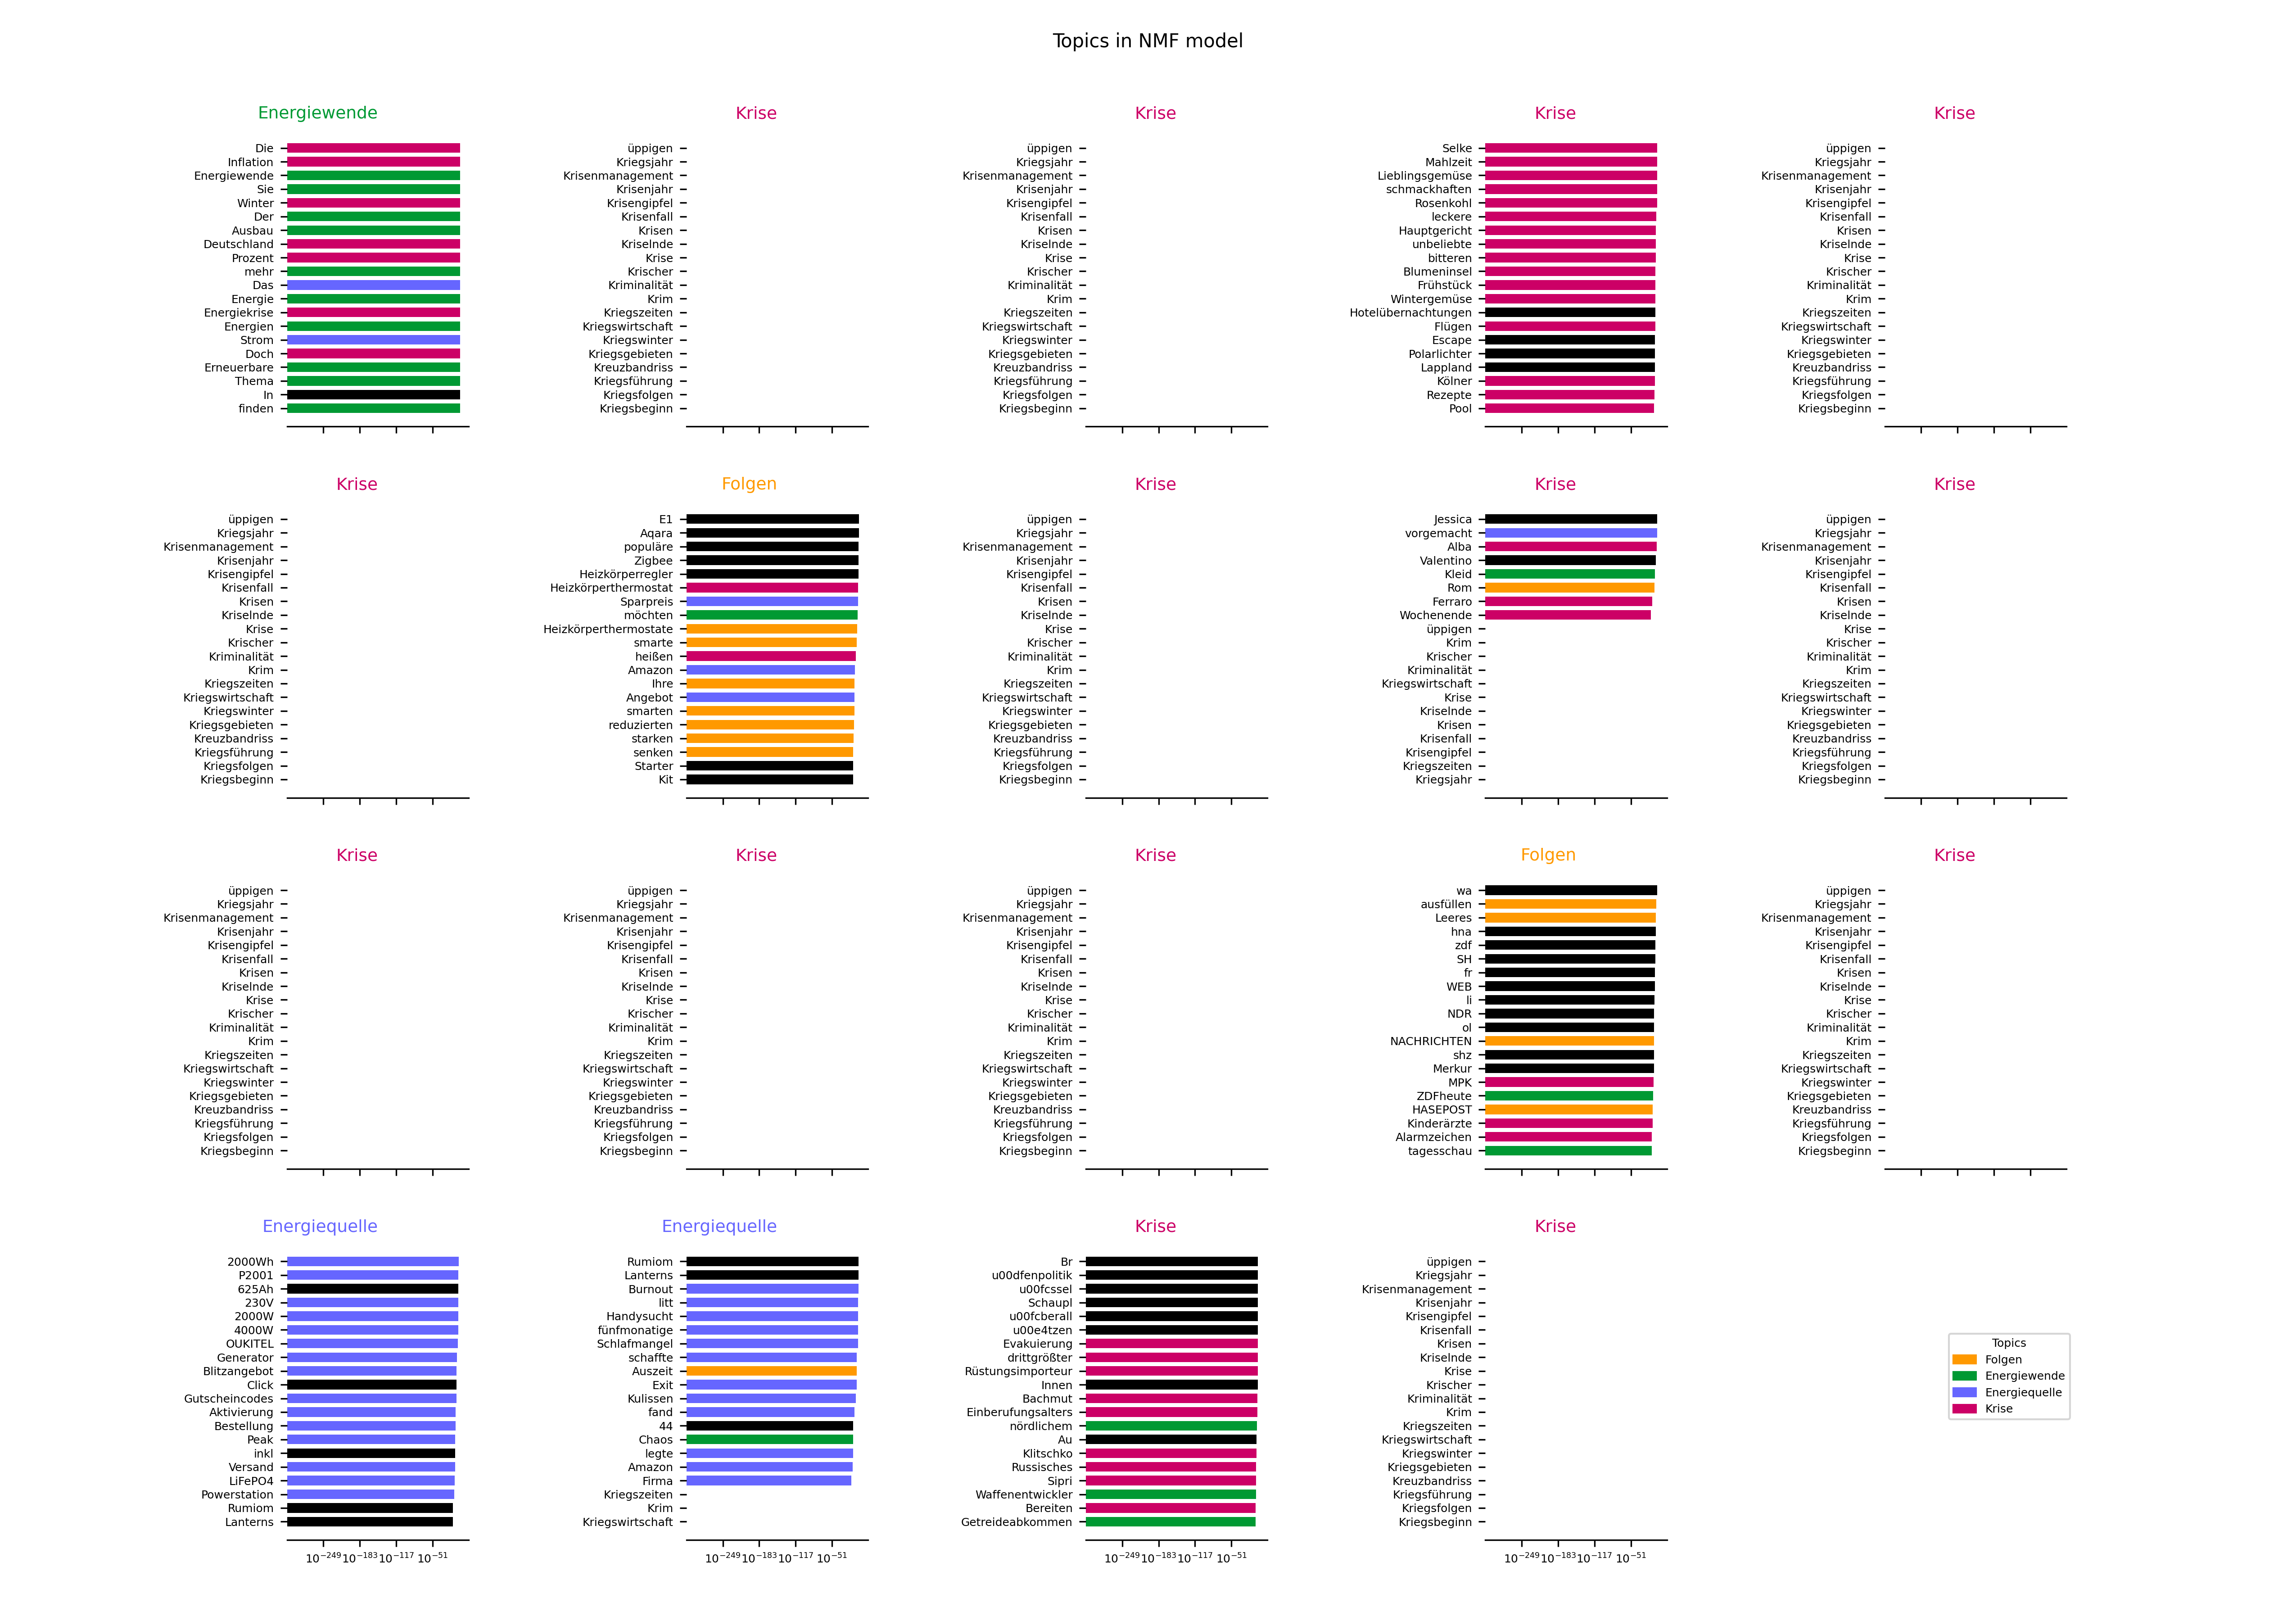 Topics in NMF model
Energiewende
Die
Inflation
Energiewende
Sie
Winter
Der
Ausbau
Deutschland
Prozent
mehr
Das
Energie
Energiekrise
Energien
Strom
Doch
Erneuerbare
Thema
In
finden
Krise
üppigen
Kriegsjahr
Krisenmanagement
Krisenjahr
Krisengipfel
Krisenfall
Krisen
Kriselnde
Krise
Krischer
Kriminalität
Krim
Kriegszeiten
Kriegswirtschaft
Kriegswinter
Kriegsgebieten
Kreuzbandriss
Kriegsführung
Kriegsfolgen
Kriegsbeginn
Krise
üppigen
Kriegsjahr
Krisenmanagement
Krisenjahr
Krisengipfel
Krisenfall
Krisen
Kriselnde
Krise
Krischer
Kriminalität
Krim
Kriegszeiten
Kriegswirtschaft
Kriegswinter
Kriegsgebieten
Kreuzbandriss
Kriegsführung
Kriegsfolgen
Kriegsbeginn
Krise
Selke
Mahlzeit
Lieblingsgemüse
schmackhaften
Rosenkohl
leckere
Hauptgericht
unbeliebte
bitteren
Blumeninsel
Frühstück
Wintergemüse
Hotelübernachtungen
Flügen
Escape
Polarlichter
Lappland
Kölner
Rezepte
Pool
Krise
üppigen
Kriegsjahr
Krisenmanagement
Krisenjahr
Krisengipfel
Krisenfall
Krisen
Kriselnde
Krise
Krischer
Kriminalität
Krim
Kriegszeiten
Kriegswirtschaft
Kriegswinter
Kriegsgebieten
Kreuzbandriss
Kriegsführung
Kriegsfolgen
Kriegsbeginn
Krise
üppigen
Kriegsjahr
Krisenmanagement
Krisenjahr
Krisengipfel
Krisenfall
Krisen
Kriselnde
Krise
Krischer
Kriminalität
Krim
Kriegszeiten
Kriegswirtschaft
Kriegswinter
Kriegsgebieten
Kreuzbandriss
Kriegsführung
Kriegsfolgen
Kriegsbeginn
Folgen
E1
Aqara
populäre
Zigbee
Heizkörperregler
Heizkörperthermostat
Sparpreis
möchten
Heizkörperthermostate
smarte
heißen
Amazon
Ihre
Angebot
smarten
reduzierten
starken
senken
Starter
Kit
Krise
üppigen
Kriegsjahr
Krisenmanagement
Krisenjahr
Krisengipfel
Krisenfall
Krisen
Kriselnde
Krise
Krischer
Kriminalität
Krim
Kriegszeiten
Kriegswirtschaft
Kriegswinter
Kriegsgebieten
Kreuzbandriss
Kriegsführung
Kriegsfolgen
Kriegsbeginn
Krise
Jessica
vorgemacht
Alba
Valentino
Kleid
Rom
Ferraro
Wochenende
üppigen
Krim
Krischer
Kriminalität
Kriegswirtschaft
Krise
Kriselnde
Krisen
Krisenfall
Krisengipfel
Kriegszeiten
Kriegsjahr
Krise
üppigen
Kriegsjahr
Krisenmanagement
Krisenjahr
Krisengipfel
Krisenfall
Krisen
Kriselnde
Krise
Krischer
Kriminalität
Krim
Kriegszeiten
Kriegswirtschaft
Kriegswinter
Kriegsgebieten
Kreuzbandriss
Kriegsführung
Kriegsfolgen
Kriegsbeginn
Krise
üppigen
Kriegsjahr
Krisenmanagement
Krisenjahr
Krisengipfel
Krisenfall
Krisen
Kriselnde
Krise
Krischer
Kriminalität
Krim
Kriegszeiten
Kriegswirtschaft
Kriegswinter
Kriegsgebieten
Kreuzbandriss
Kriegsführung
Kriegsfolgen
Kriegsbeginn
Krise
üppigen
Kriegsjahr
Krisenmanagement
Krisenjahr
Krisengipfel
Krisenfall
Krisen
Kriselnde
Krise
Krischer
Kriminalität
Krim
Kriegszeiten
Kriegswirtschaft
Kriegswinter
Kriegsgebieten
Kreuzbandriss
Kriegsführung
Kriegsfolgen
Kriegsbeginn
Krise
üppigen
Kriegsjahr
Krisenmanagement
Krisenjahr
Krisengipfel
Krisenfall
Krisen
Kriselnde
Krise
Krischer
Kriminalität
Krim
Kriegszeiten
Kriegswirtschaft
Kriegswinter
Kriegsgebieten
Kreuzbandriss
Kriegsführung
Kriegsfolgen
Kriegsbeginn
Folgen
wa
ausfüllen
Leeres
hna
zdf
SH
fr
WEB
li
NDR
ol
NACHRICHTEN
shz
Merkur
MPK
ZDFheute
HASEPOST
Kinderärzte
Alarmzeichen
tagesschau
Krise
üppigen
Kriegsjahr
Krisenmanagement
Krisenjahr
Krisengipfel
Krisenfall
Krisen
Kriselnde
Krise
Krischer
Kriminalität
Krim
Kriegszeiten
Kriegswirtschaft
Kriegswinter
Kriegsgebieten
Kreuzbandriss
Kriegsführung
Kriegsfolgen
Kriegsbeginn
Energiequelle
2000Wh
P2001
625Ah
230V
2000W
4000W
OUKITEL
Generator
Blitzangebot
Click
Gutscheincodes
Aktivierung
Bestellung
Peak
inkl
Versand
LiFePO4
Powerstation
Rumiom
Lanterns
10⁻²⁴⁹ 10⁻¹⁸³ 10⁻¹¹⁷ 10⁻⁵¹
Energiequelle
Rumiom
Lanterns
Burnout
litt
Handysucht
fünfmonatige
Schlafmangel
schaffte
Auszeit
Exit
Kulissen
fand
44
Chaos
legte
Amazon
Firma
Kriegszeiten
Krim
Kriegswirtschaft
10⁻²⁴⁹ 10⁻¹⁸³ 10⁻¹¹⁷ 10⁻⁵¹
Krise
Br
u00dfenpolitik
u00fcssel
Schaupl
u00fcberall
u00e4tzen
Evakuierung
drittgrößter
Rüstungsimporteur
Innen
Bachmut
Einberufungsalters
nördlichem
Au
Klitschko
Russisches
Sipri
Waffenentwickler
Bereiten
Getreideabkommen
10⁻²⁴⁹ 10⁻¹⁸³ 10⁻¹¹⁷ 10⁻⁵¹
Krise
üppigen
Kriegsjahr
Krisenmanagement
Krisenjahr
Krisengipfel
Krisenfall
Krisen
Kriselnde
Krise
Krischer
Kriminalität
Krim
Kriegszeiten
Kriegswirtschaft
Kriegswinter
Kriegsgebieten
Kreuzbandriss
Kriegsführung
Kriegsfolgen
Kriegsbeginn
10⁻²⁴⁹ 10⁻¹⁸³ 10⁻¹¹⁷ 10⁻⁵¹
Topics
Folgen
Energiewende
Energiequelle
Krise